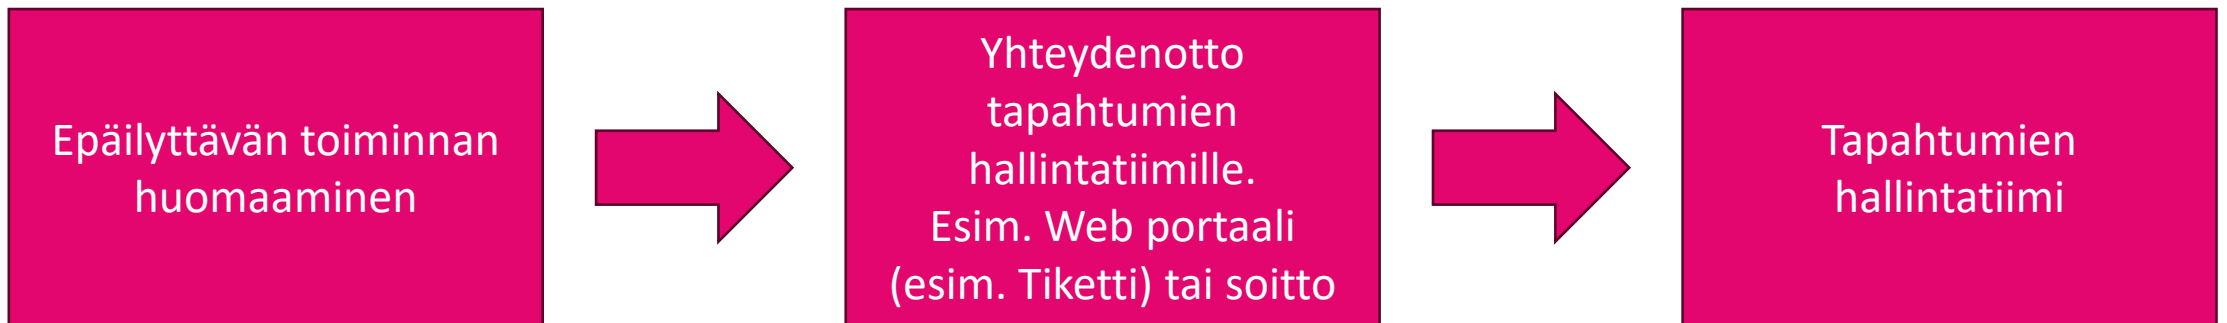 Epäilyttävän toiminnan
huomaaminen
Yhteydenotto
tapahtumien
hallintatiimille.
Esim. Web portaali
(esim. Tiketti) tai soitto
Tapahtumien
hallintatiimi